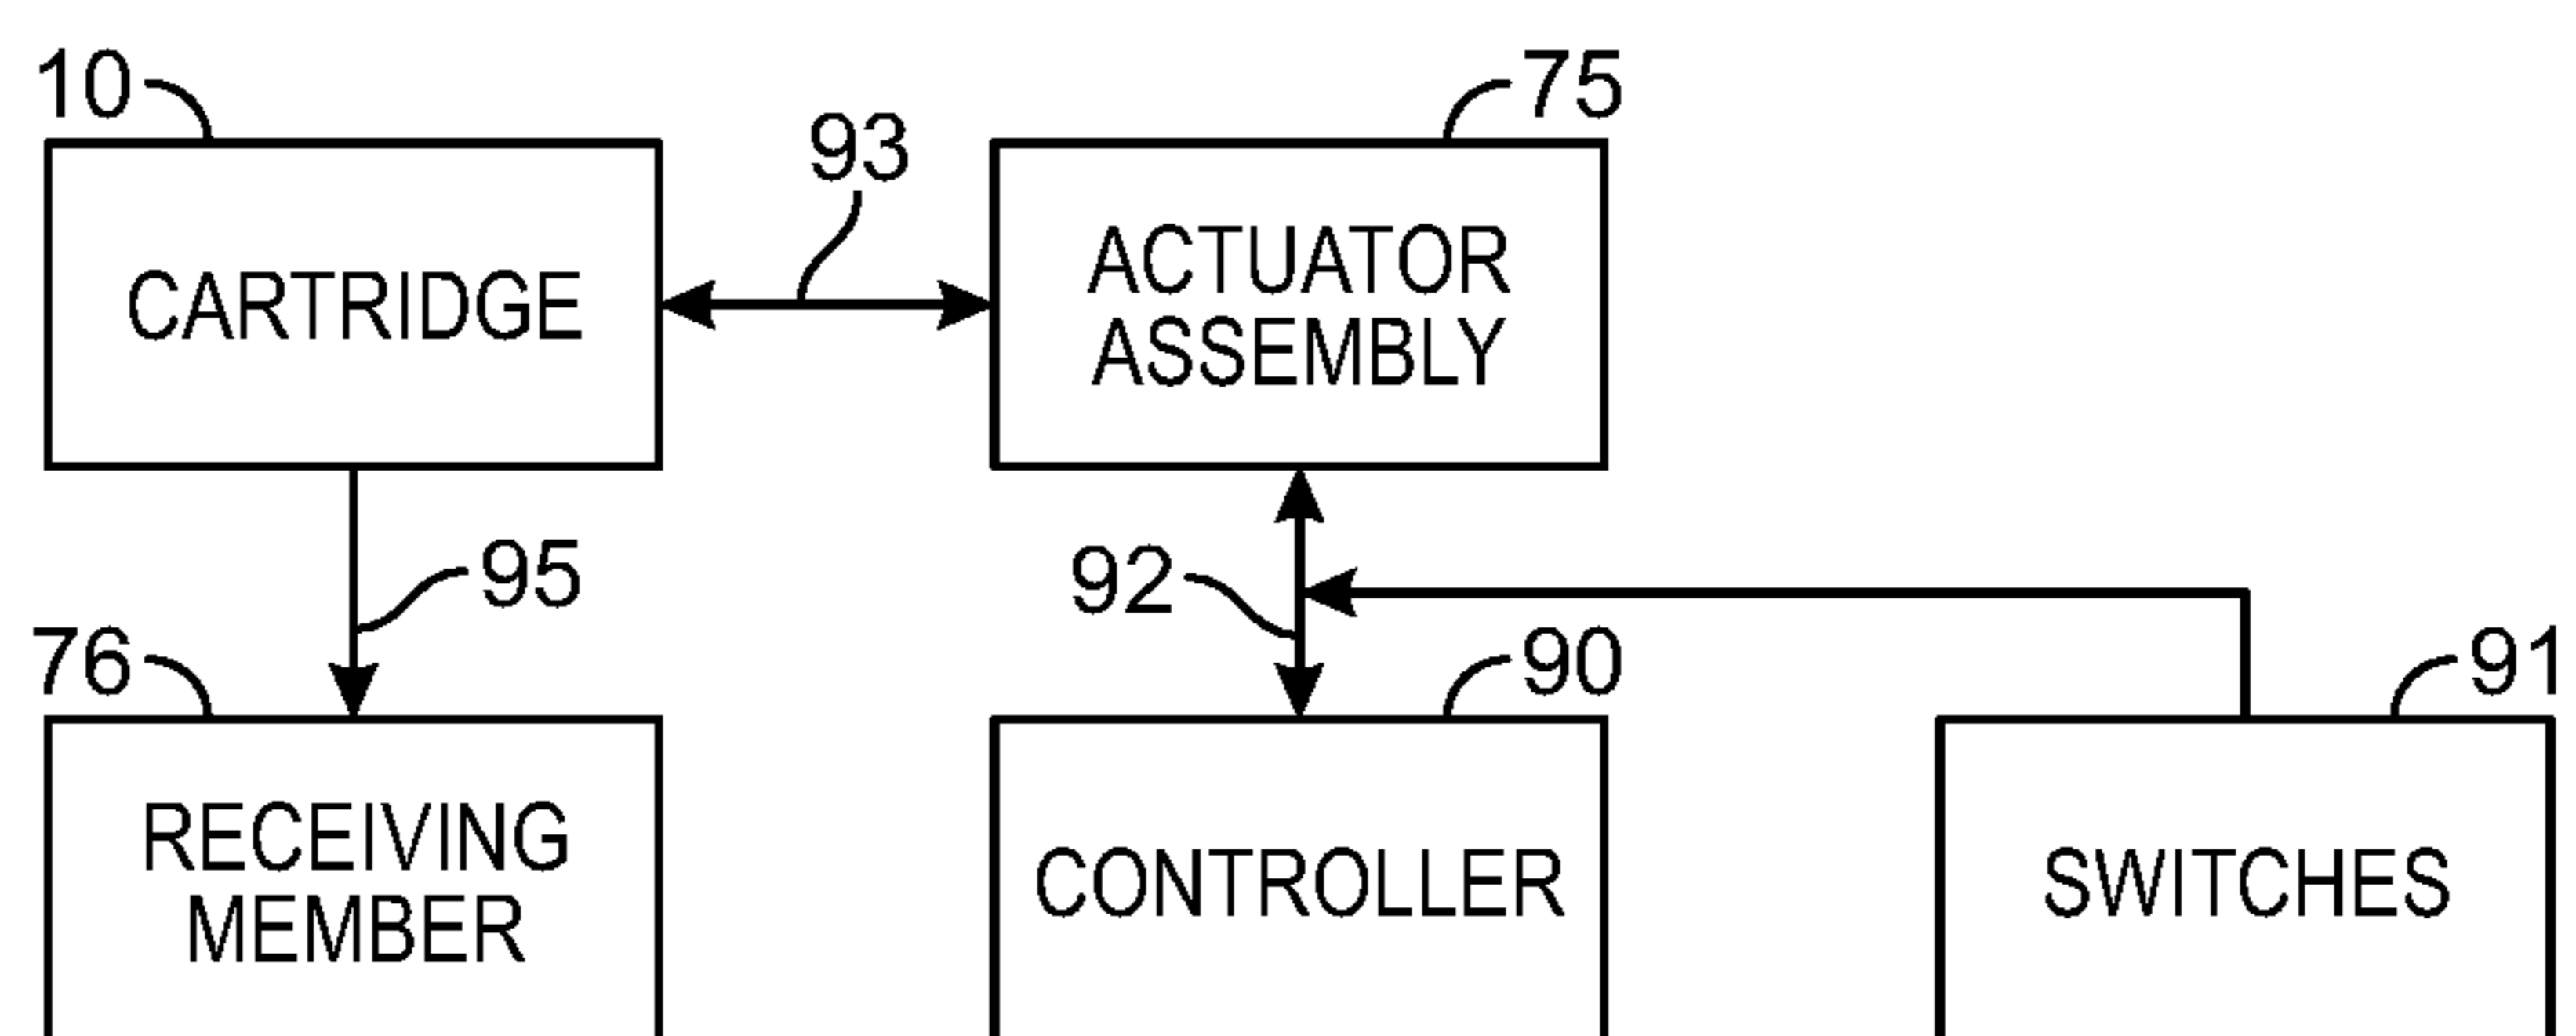 10
75
93
CARTRIDGE
ACTUATOR
ASSEMBLY
95
92
76
90
91
RECEIVING
MEMBER
CONTROLLER
SWITCHES